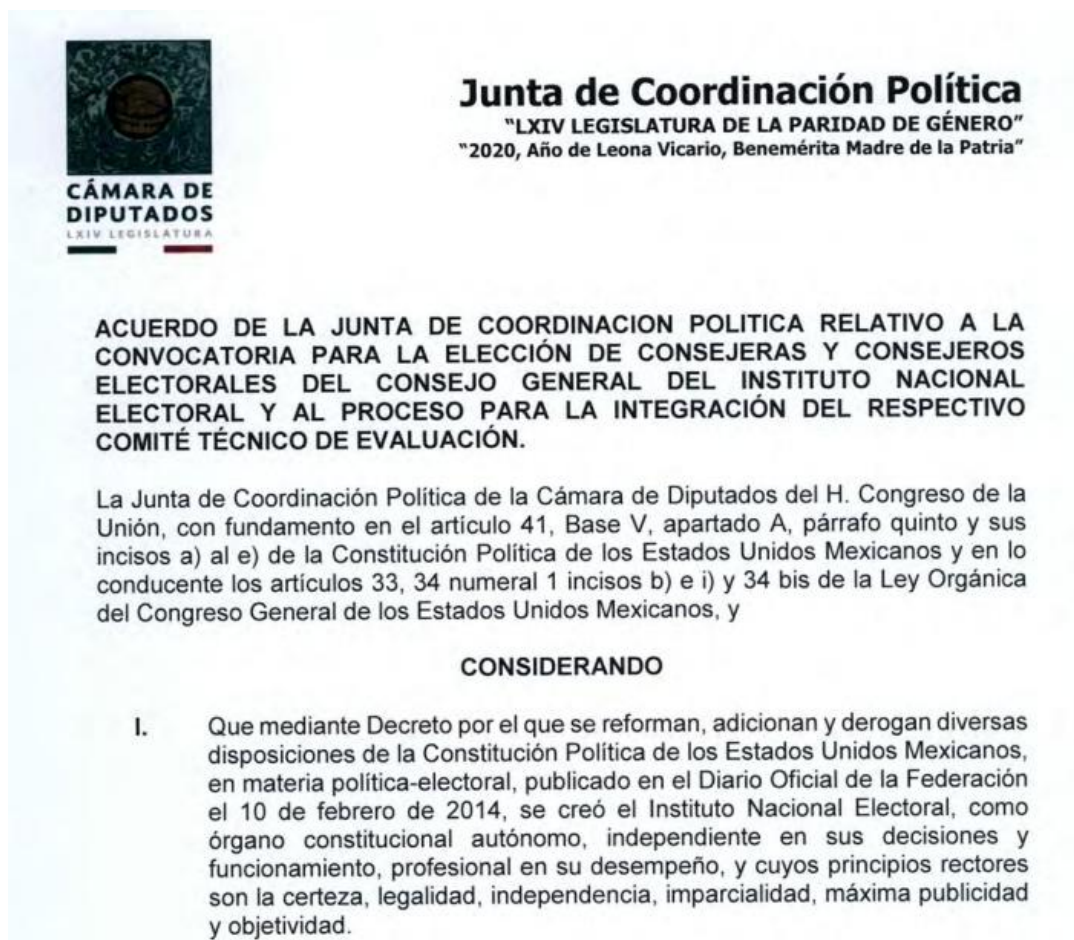 Junta de Coordinación Política
"LXIV LEGISLATURA DE LA PARIDAD DE GÉNERO"
"2020, Año de Leona Vicario, Benemérita Madre de la Patria"
CÁMARA DE
DIPUTADOS
LXIV LEGISLATURA
ACUERDO DE LA JUNTA DE COORDINACION POLITICA RELATIVO A LA
CONVOCATORIA PARA LA ELECCIÓN DE CONSEJERAS Y CONSEJEROS
ELECTORALES DEL CONSEJO GENERAL DEL INSTITUTO NACIONAL
ELECTORAL Y AL PROCESO PARA LA INTEGRACIÓN DEL RESPECTIVO
COMITÉ TÉCNICO DE EVALUACIÓN.
La Junta de Coordinación Política de la Cámara de Diputados del H. Congreso de la
Unión, con fundamento en el artículo 41, Base V, apartado A, párrafo quinto y sus
incisos a) al e) de la Constitución Política de los Estados Unidos Mexicanos y en lo
conducente los artículos 33, 34 numeral 1 incisos b) e i) y 34 bis de la Ley Orgánica
del Congreso General de los Estados Unidos Mexicanos, y
CONSIDERANDO
I. Que mediante Decreto por el que se reforman, adicionan y derogan diversas
disposiciones de la Constitución Política de los Estados Unidos Mexicanos,
en materia política-electoral, publicado en el Diario Oficial de la Federación
el 10 de febrero de 2014, se creó el Instituto Nacional Electoral, como
órgano constitucional autónomo, independiente en sus decisiones y
funcionamiento, profesional en su desempeño, y cuyos principios rectores
son la certeza, legalidad, independencia, imparcialidad, máxima publicidad
y objetividad.